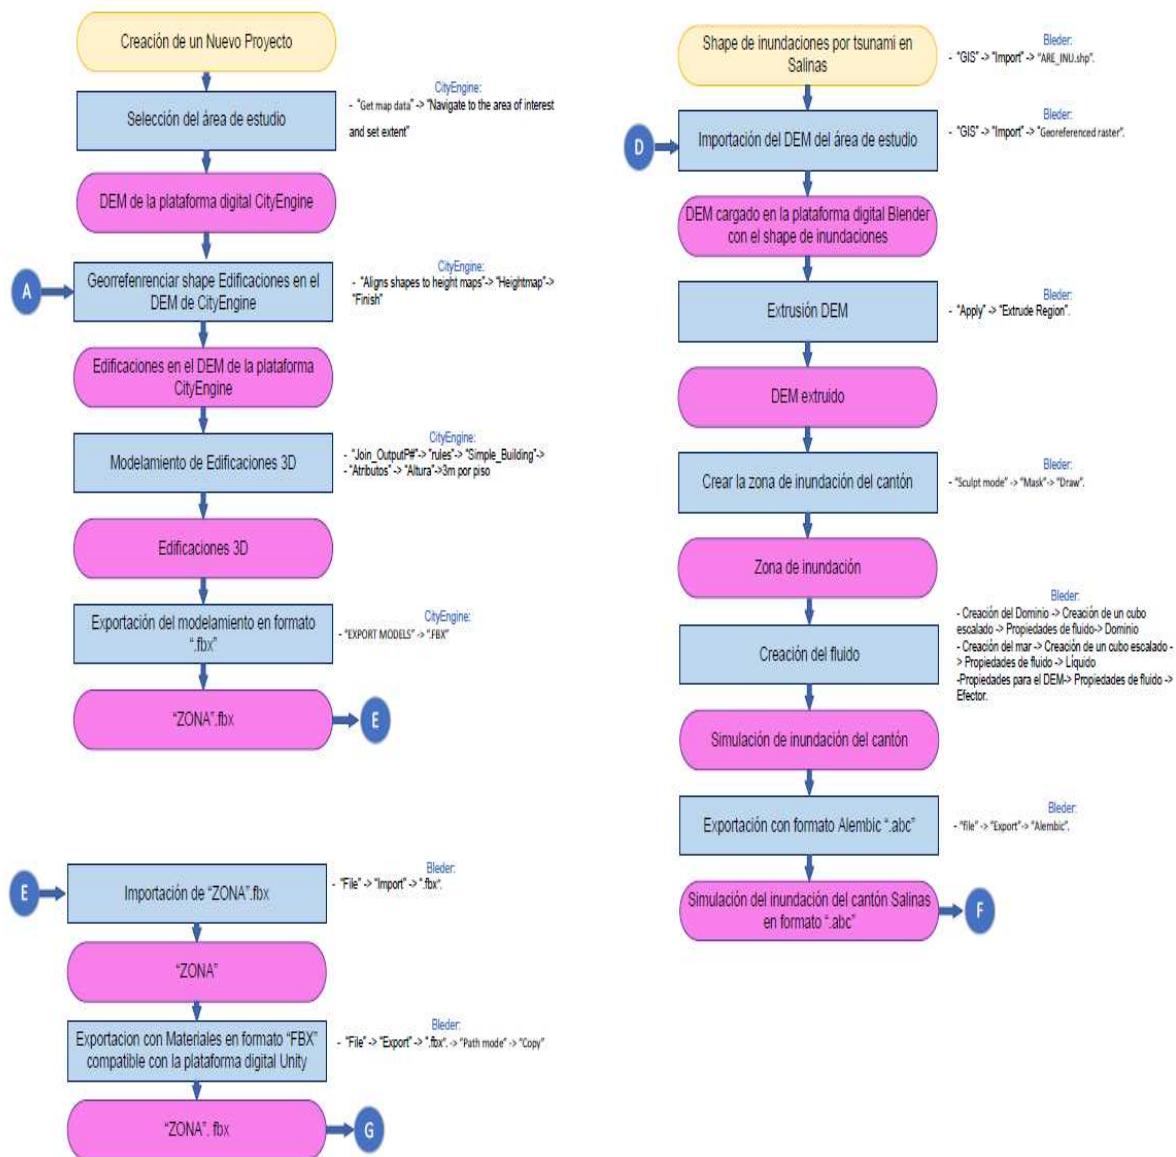 Creación de un Nuevo Proyecto
CityEngine:
- "Get map data" -> "Navigate to the area of interest
and set extent"
Selección del área de estudio
DEM de la plataforma digital CityEngine
CityEngine:
- "Aligns shapes to height maps"-> "Heightmap"->
"Finish"
A
Georrefenrenciar shape Edificaciones en el
DEM de CityEngine
Edificaciones en el DEM de la plataforma
CityEngine
CityEngine:
- "Join_OutputP#"-> "rules"-> "Simple_Building"->
- "Atributos" -> "Altura"->3m por piso
Modelamiento de Edificaciones 3D
Edificaciones 3D
CityEngine:
- "EXPORT MODELS" -> ".FBX"
Exportación del modelamiento en formato
".fbx"
"ZONA".fbx
E
Bleder:
- "File" -> "Import" -> ".fbx".
E
Importación de "ZONA".fbx
"ZONA"
Bleder:
- "File" -> "Export" -> ".fbx". -> "Path mode" -> "Copy"
Exportacion con Materiales en formato "FBX"
compatible con la plataforma digital Unity
"ZONA". fbx
G
Shape de inundaciones por tsunami en
Salinas
Bleder:
- "GIS" -> "Import" -> "ARE_INU.shp".
D
Importación del DEM del área de estudio
Bleder:
- "GIS" -> "Import" -> "Georeferenced raster".
DEM cargado en la plataforma digital Blender
con el shape de inundaciones
Extrusión DEM
Bleder:
- "Apply" -> "Extrude Region".
DEM extruido
Crear la zona de inundación del cantón
Bleder:
- "Sculpt mode" -> "Mask"-> "Draw".
Zona de inundación
Creación del fluido
Bleder:
- Creación del Dominio -> Creación de un cubo
escalado -> Propiedades de fluido-> Dominio
- Creación del mar -> Creación de un cubo escalado -
> Propiedades de fluido -> Líquido
-Propiedades para el DEM-> Propiedades de fluido ->
Efector.
Simulación de inundación del cantón
Exportación con formato Alembic ".abc"
Bleder:
- "file" -> "Export"-> "Alembic".
Simulación del inundación del cantón Salinas
en formato ".abc"
F